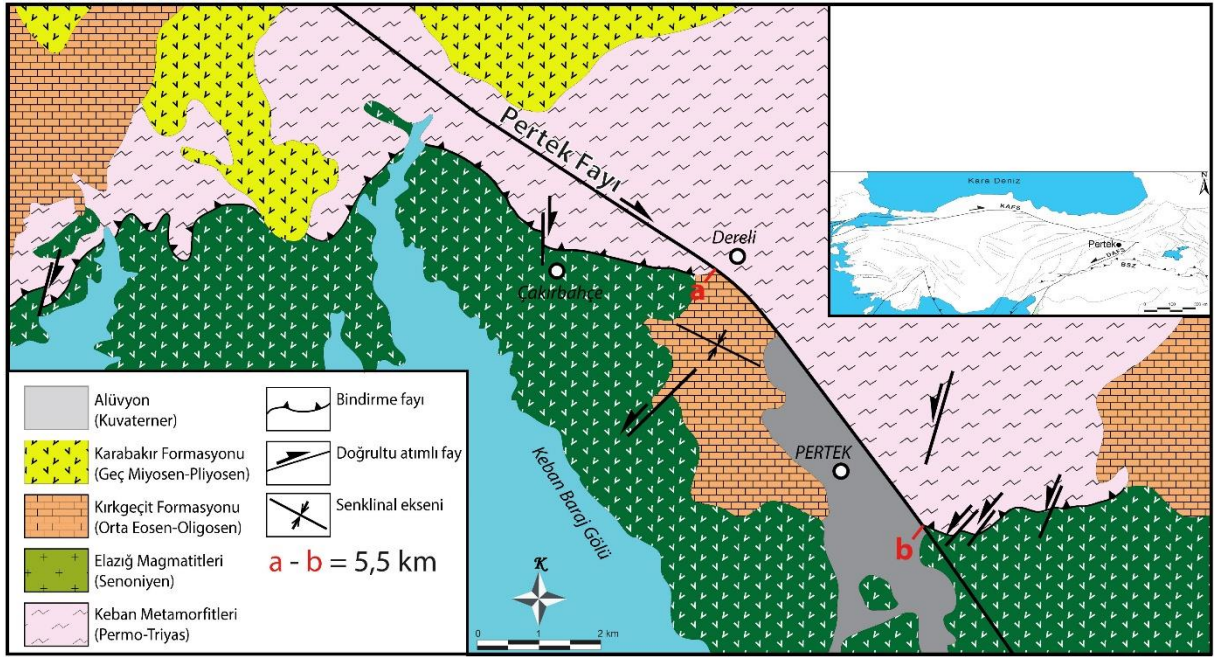 Pertek Fayı
Dereli
Çakırbahçe
a
PERTEK
b
Keban Baraj Gölü
Kara Deniz
N
KAFS
Pertek
DAFS
BSZ
Alüvyon
(Kuvaterner)
Karabakır Formasyonu
(Geç Miyosen-Pliyosen)
Kırkgeçit Formasyonu
(Orta Eosen-Oligosen)
Elazığ Magmatitleri
(Senoniyen)
Keban Metamorfitleri
(Permo-Triyas)
Bindirme fayı
Doğrultu atımlı fay
Senklinal ekseni
a - b = 5,5 km
K
0 1 2 km